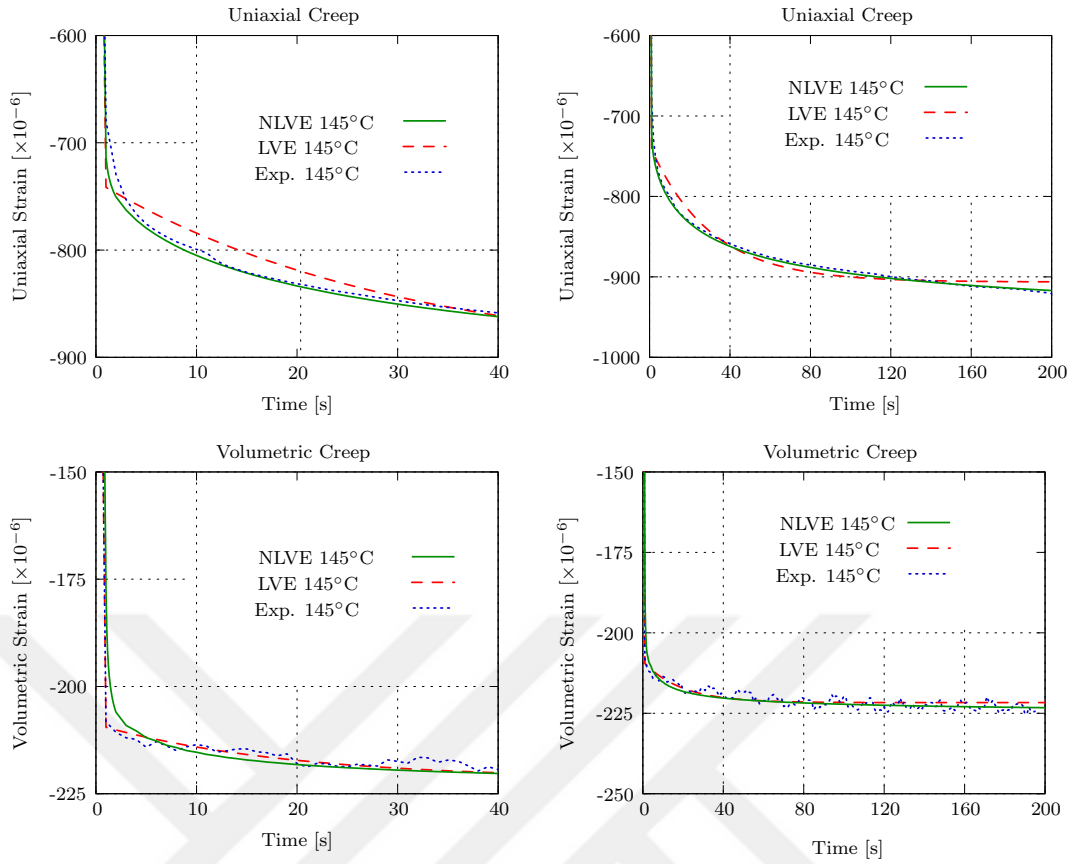 Uniaxial Creep
-600
-700
-800
-900
Uniaxial Strain [×10⁻⁶]
NLVE 145°C
LVE 145°C
Exp. 145°C
0 10 20 30 40
Time [s]
Uniaxial Creep
-600
-700
-800
-900
-1000
Uniaxial Strain [×10⁻⁶]
NLVE 145°C
LVE 145°C
Exp. 145°C
0 40 80 120 160 200
Time [s]
Volumetric Creep
-150
-175
-200
-225
Volumetric Strain [×10⁻⁶]
NLVE 145°C
LVE 145°C
Exp. 145°C
0 10 20 30 40
Time [s]
Volumetric Creep
-150
-175
-200
-225
-250
Volumetric Strain [×10⁻⁶]
NLVE 145°C
LVE 145°C
Exp. 145°C
0 40 80 120 160 200
Time [s]